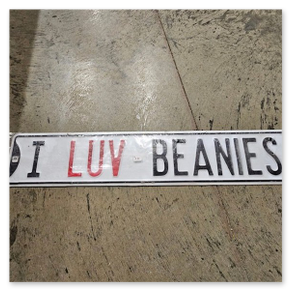 I LUV - BEANIES